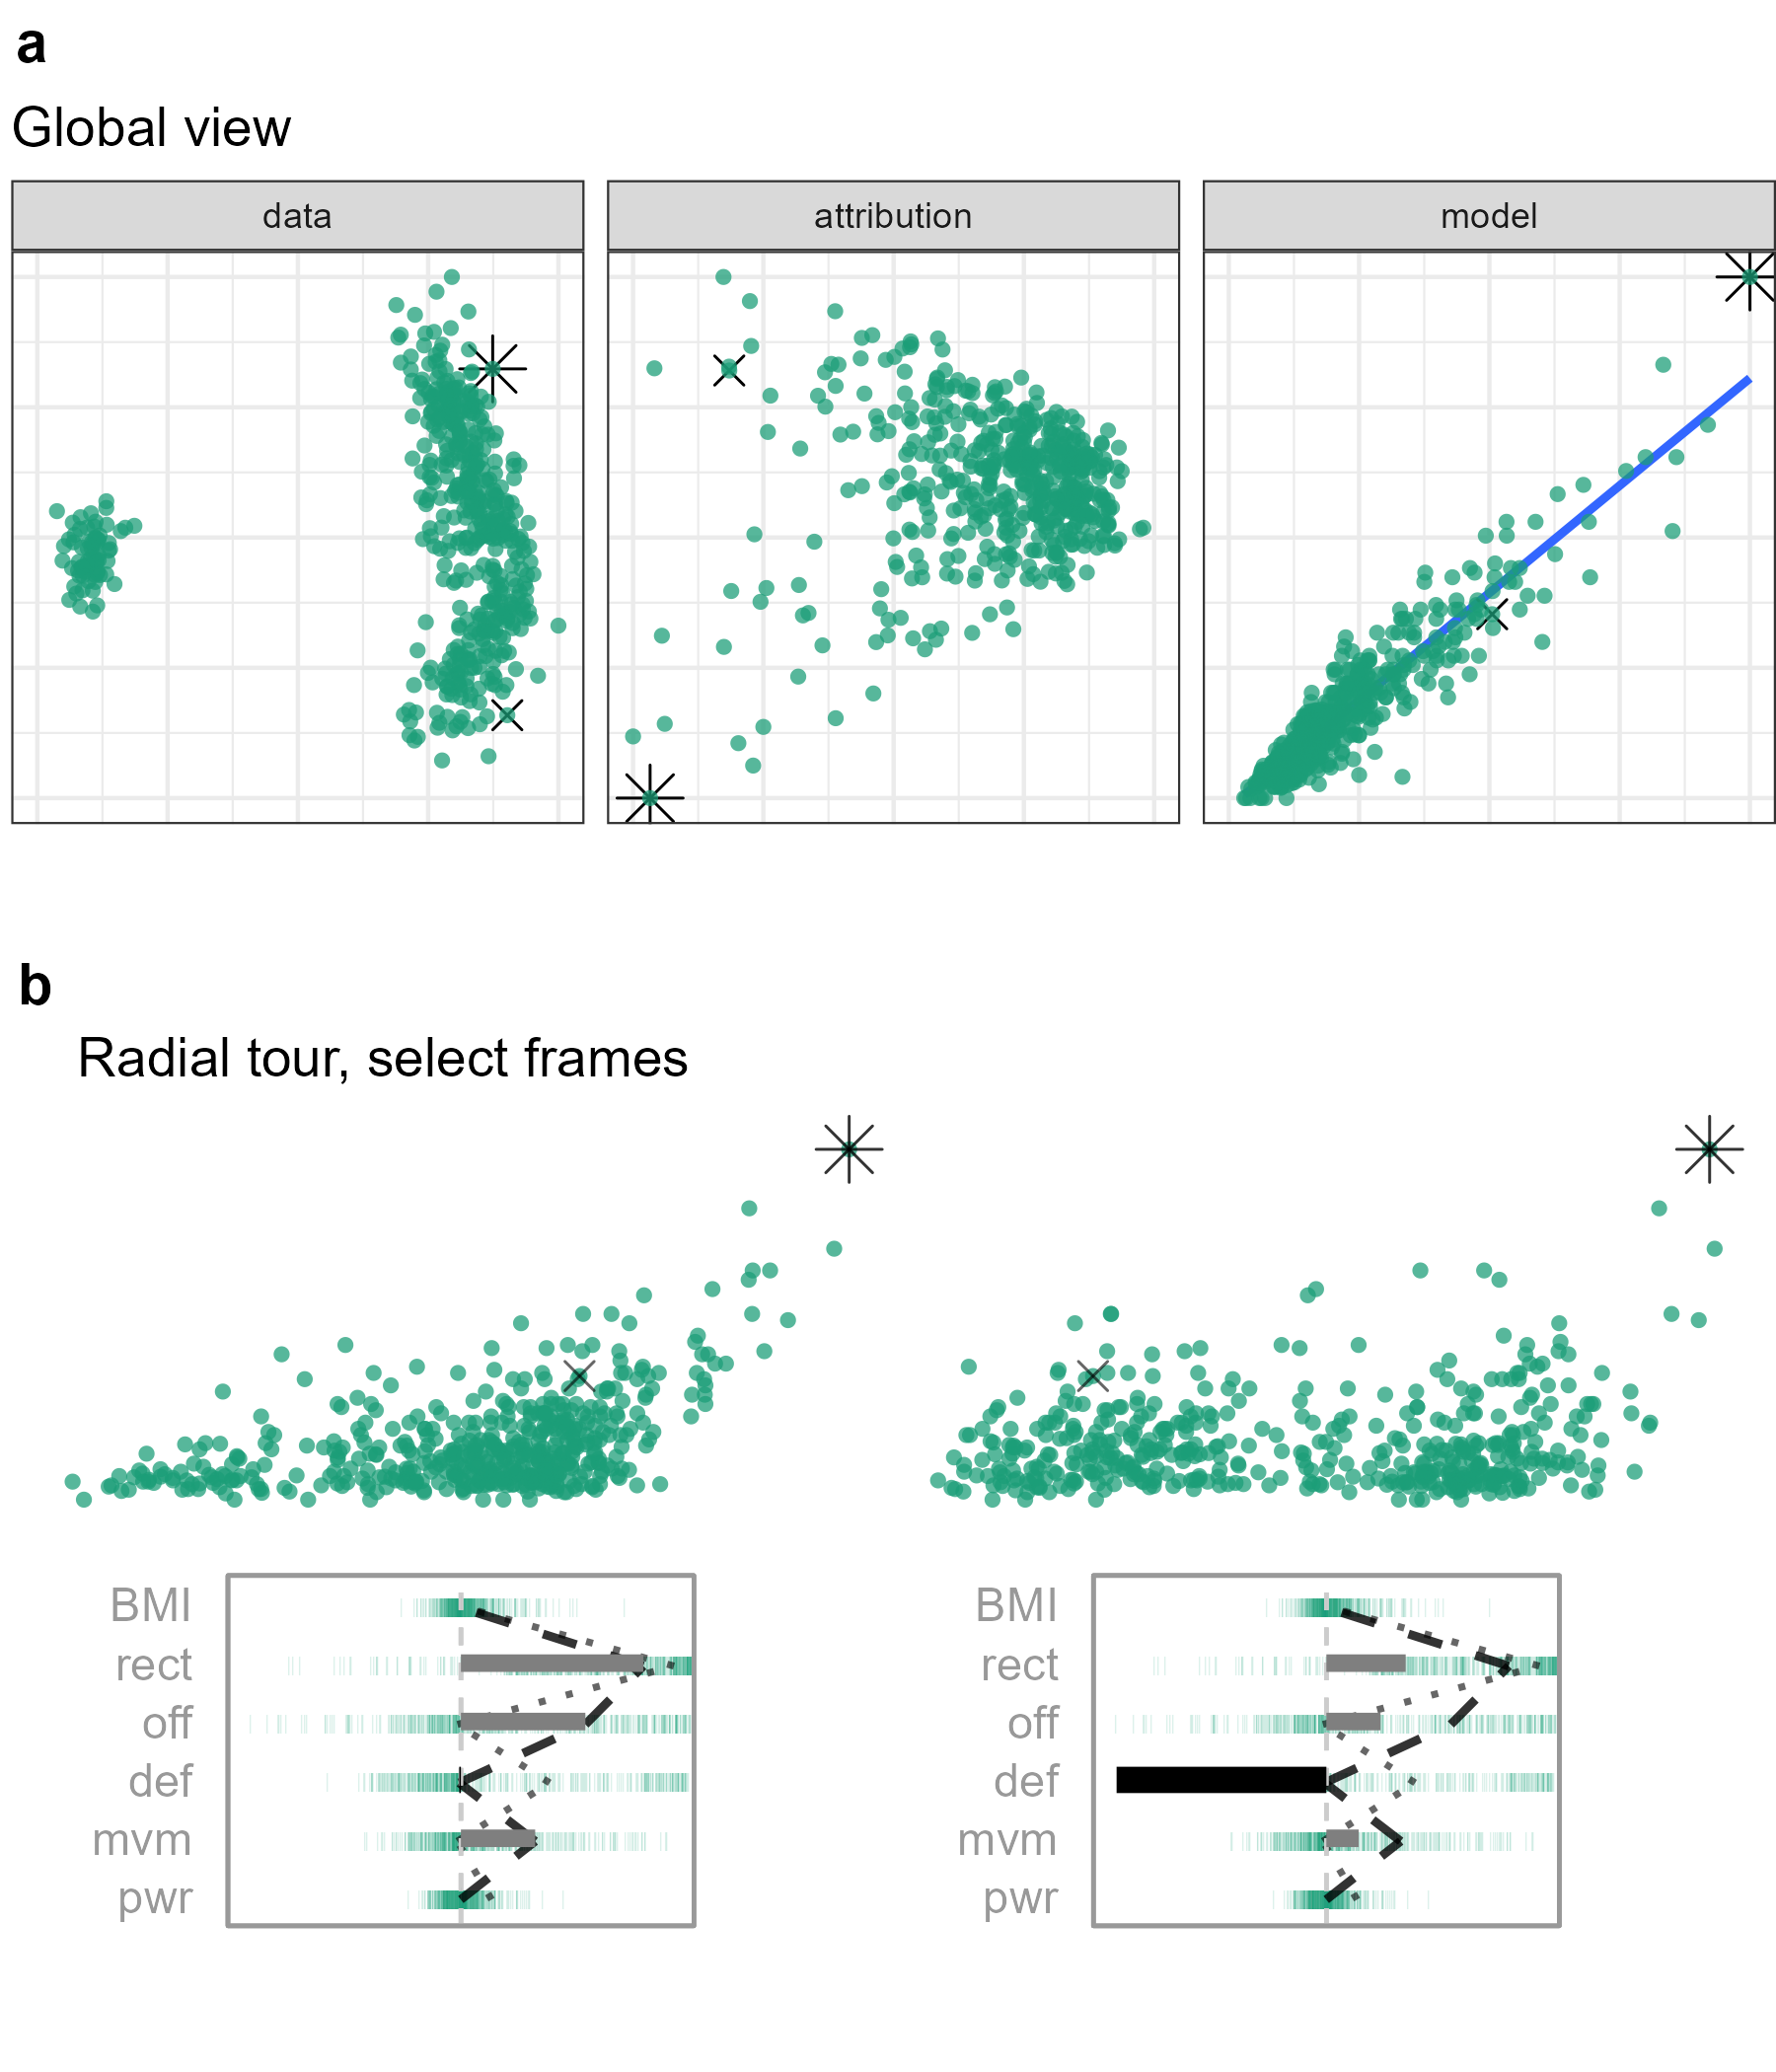 a
Global view
data
attribution
model
b
Radial tour, select frames
BMI
rect
off
def
mvm
pwr
BMI
rect
off
def
mvm
pwr